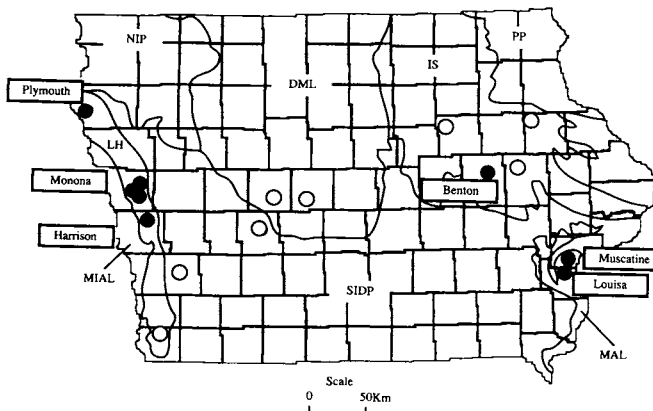 NIP
PP
IS
DML
Plymouth
LH
Monona
Benton
Harrison
MIAL
Muscatine
SIDP
Louisa
MAL
Scale
0 50Km